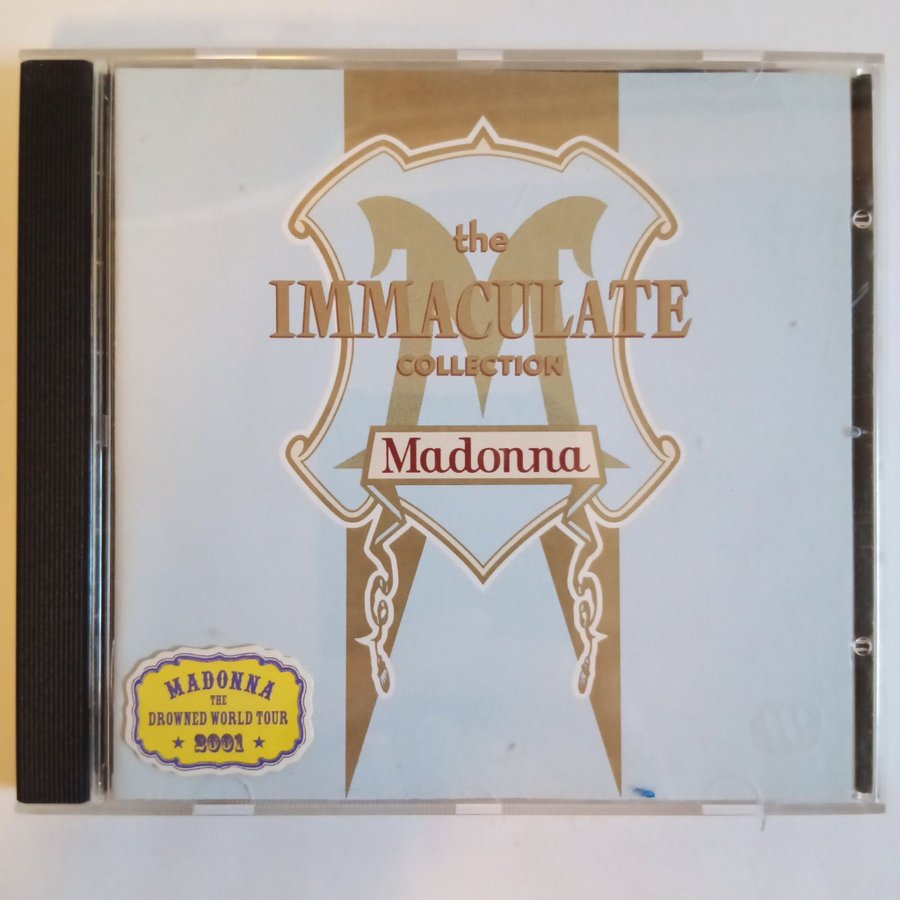 the
IMMACULATE
COLLECTION
Madonna
MADONNA
THE
DROWNED WORLD TOUR
★ 2001 ★